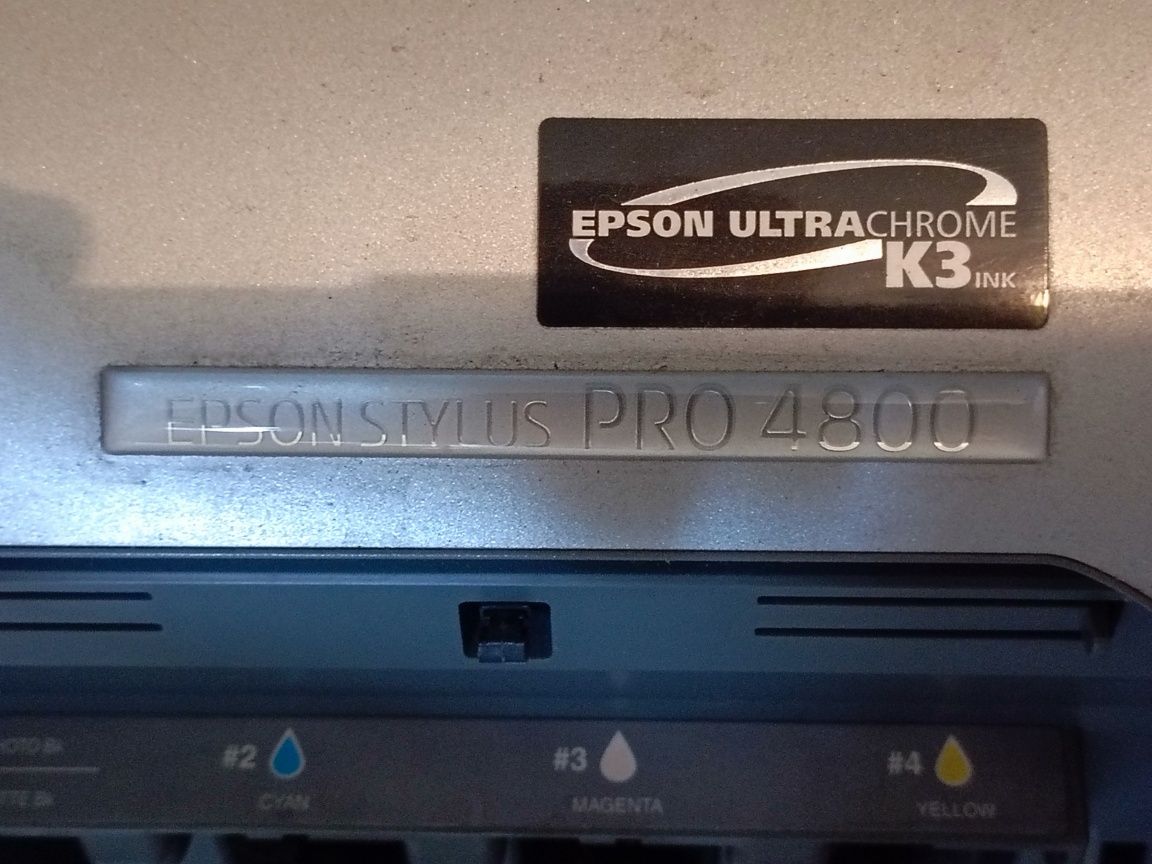 EPSON ULTRACHROME
K3 INK
EPSON STYLUS PRO 4800
#2
#3
#4
CYAN
MAGENTA
YELLOW